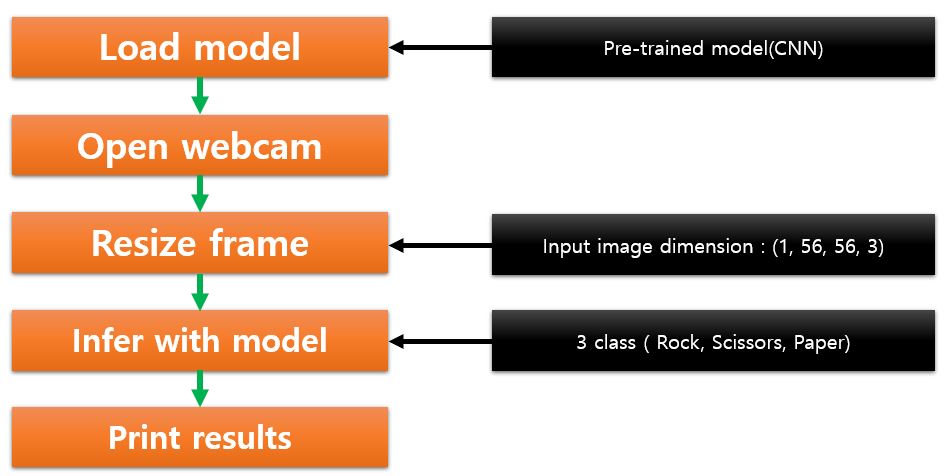 Load model
Pre-trained model(CNN)
Open webcam
Resize frame
Input image dimension : (1, 56, 56, 3)
Infer with model
3 class ( Rock, Scissors, Paper)
Print results